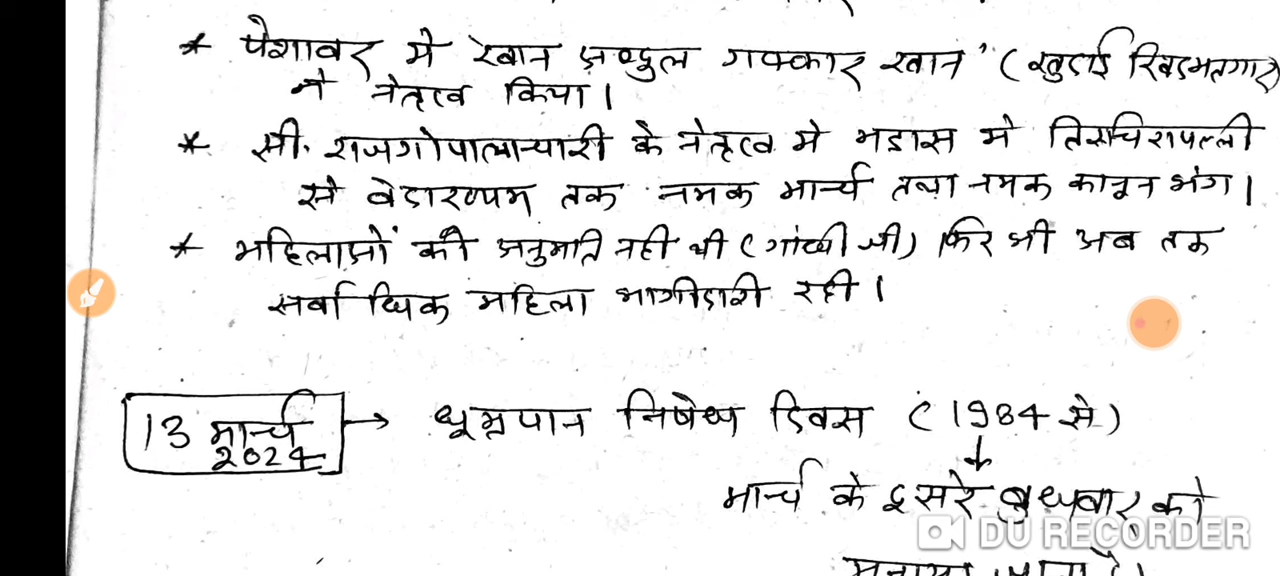 * पेशावर मे खान अब्दुल गफ्फार खान" (खुदाई खिदमतगार)
ने नेतृत्व किया।
* सी. राजगोपालाचारी के नेतृत्व मे मद्रास मे तिरुचिरापल्ली
से वेदारण्यम तक नमक मार्च तथा नमक कानून भंग।
* महिलाओं की अनुमति नही थी (गांधी जी) फिर भी अब तक
सर्वाधिक महिला भागीदारी रही।
13 मार्च 2024 → धूम्रपान निषेध दिवस (1984 से)
↓
मार्च के दूसरे बुधवार को
DU RECORDER